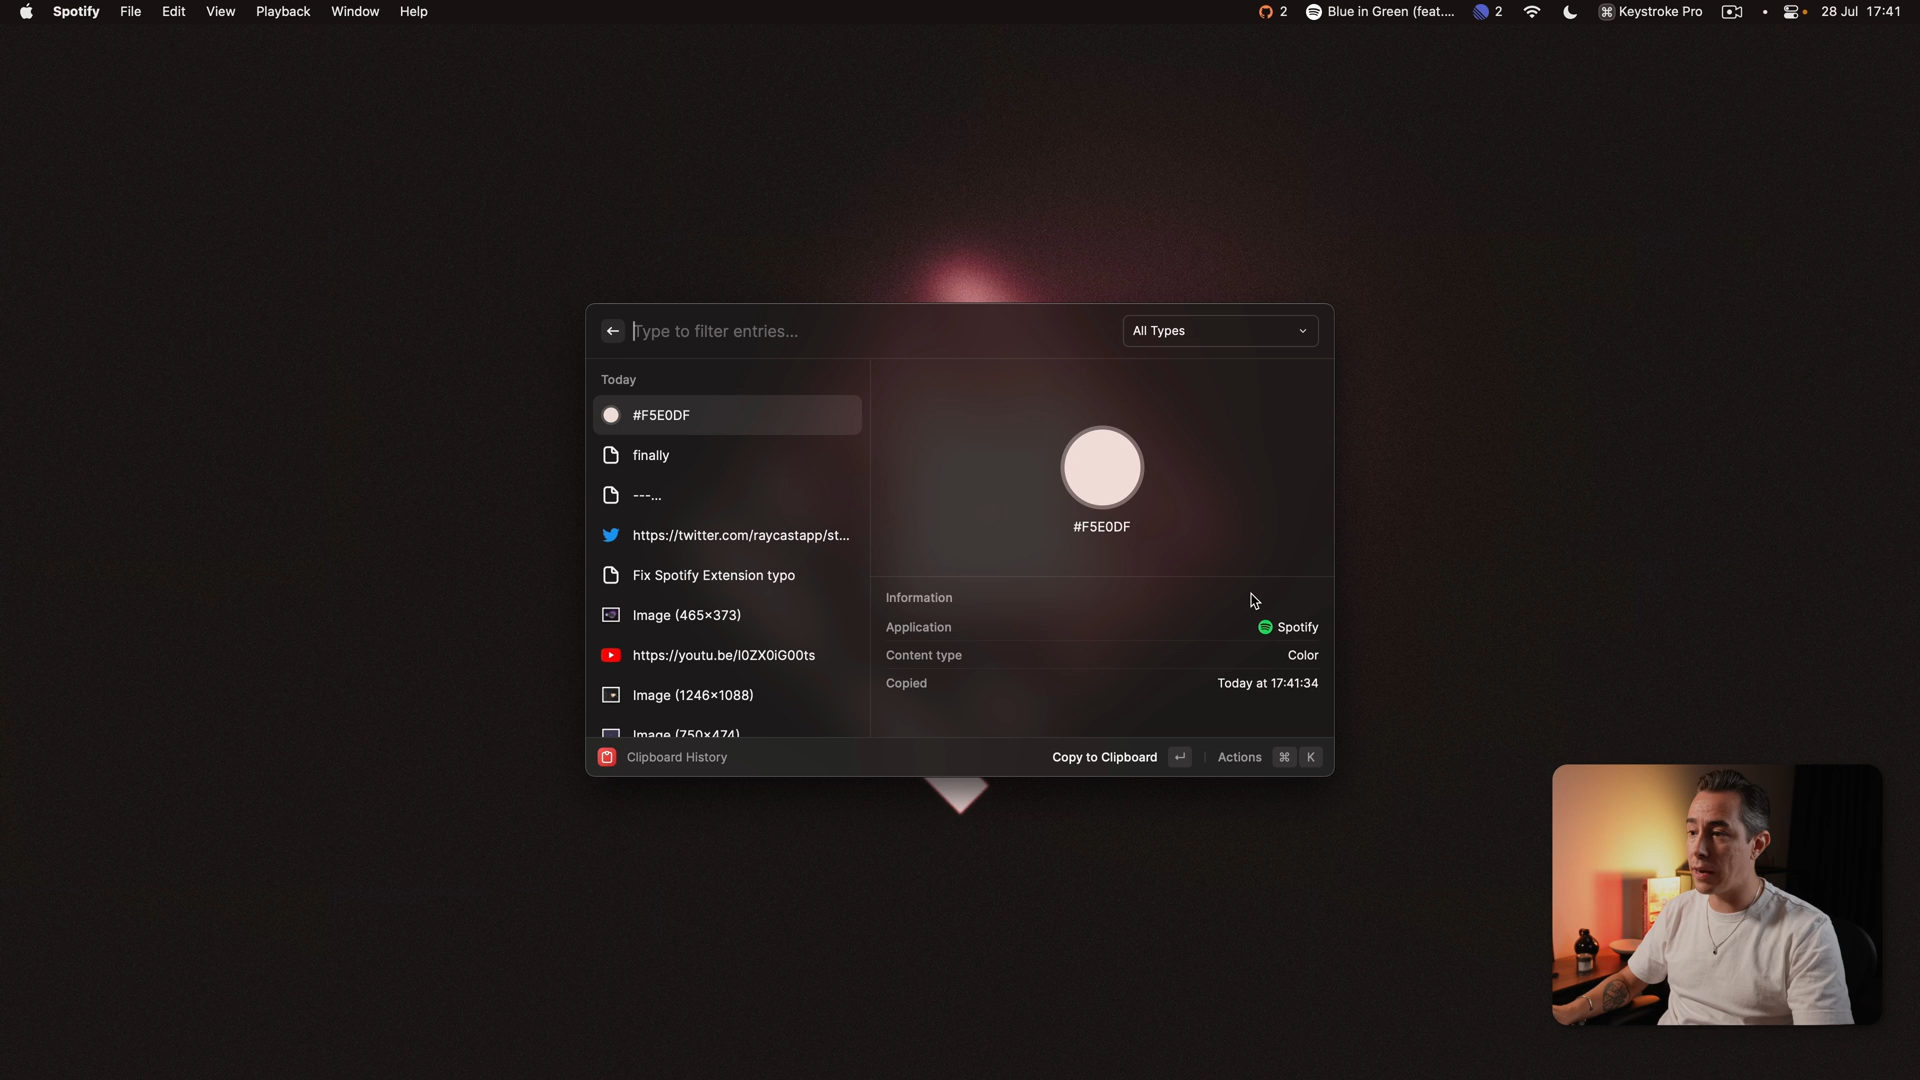 Spotify File Edit View Playback Window Help 2 Blue in Green (feat.... 2 ⌘ Keystroke Pro 28 Jul 17:41
Type to filter entries... All Types
Today
#F5E0DF
finally
---...
https://twitter.com/raycastapp/st...
Fix Spotify Extension typo
Image (465×373)
https://youtu.be/I0ZX0iG00ts
Image (1246×1088)
Image (750×474)
#F5E0DF
Information
Application Spotify
Content type Color
Copied Today at 17:41:34
Clipboard History Copy to Clipboard ↵ Actions ⌘ K